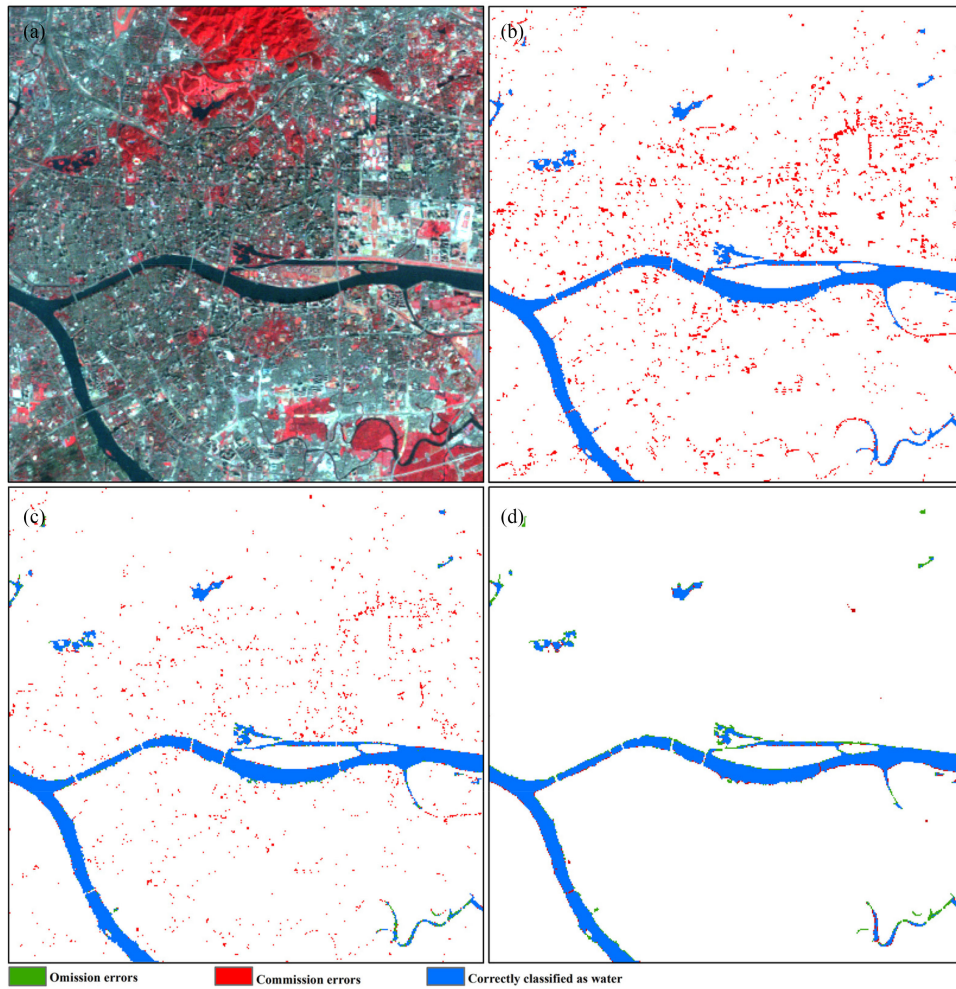 (a)
(b)
(c)
(d)
Omission errors
Commission errors
Correctly classified as water